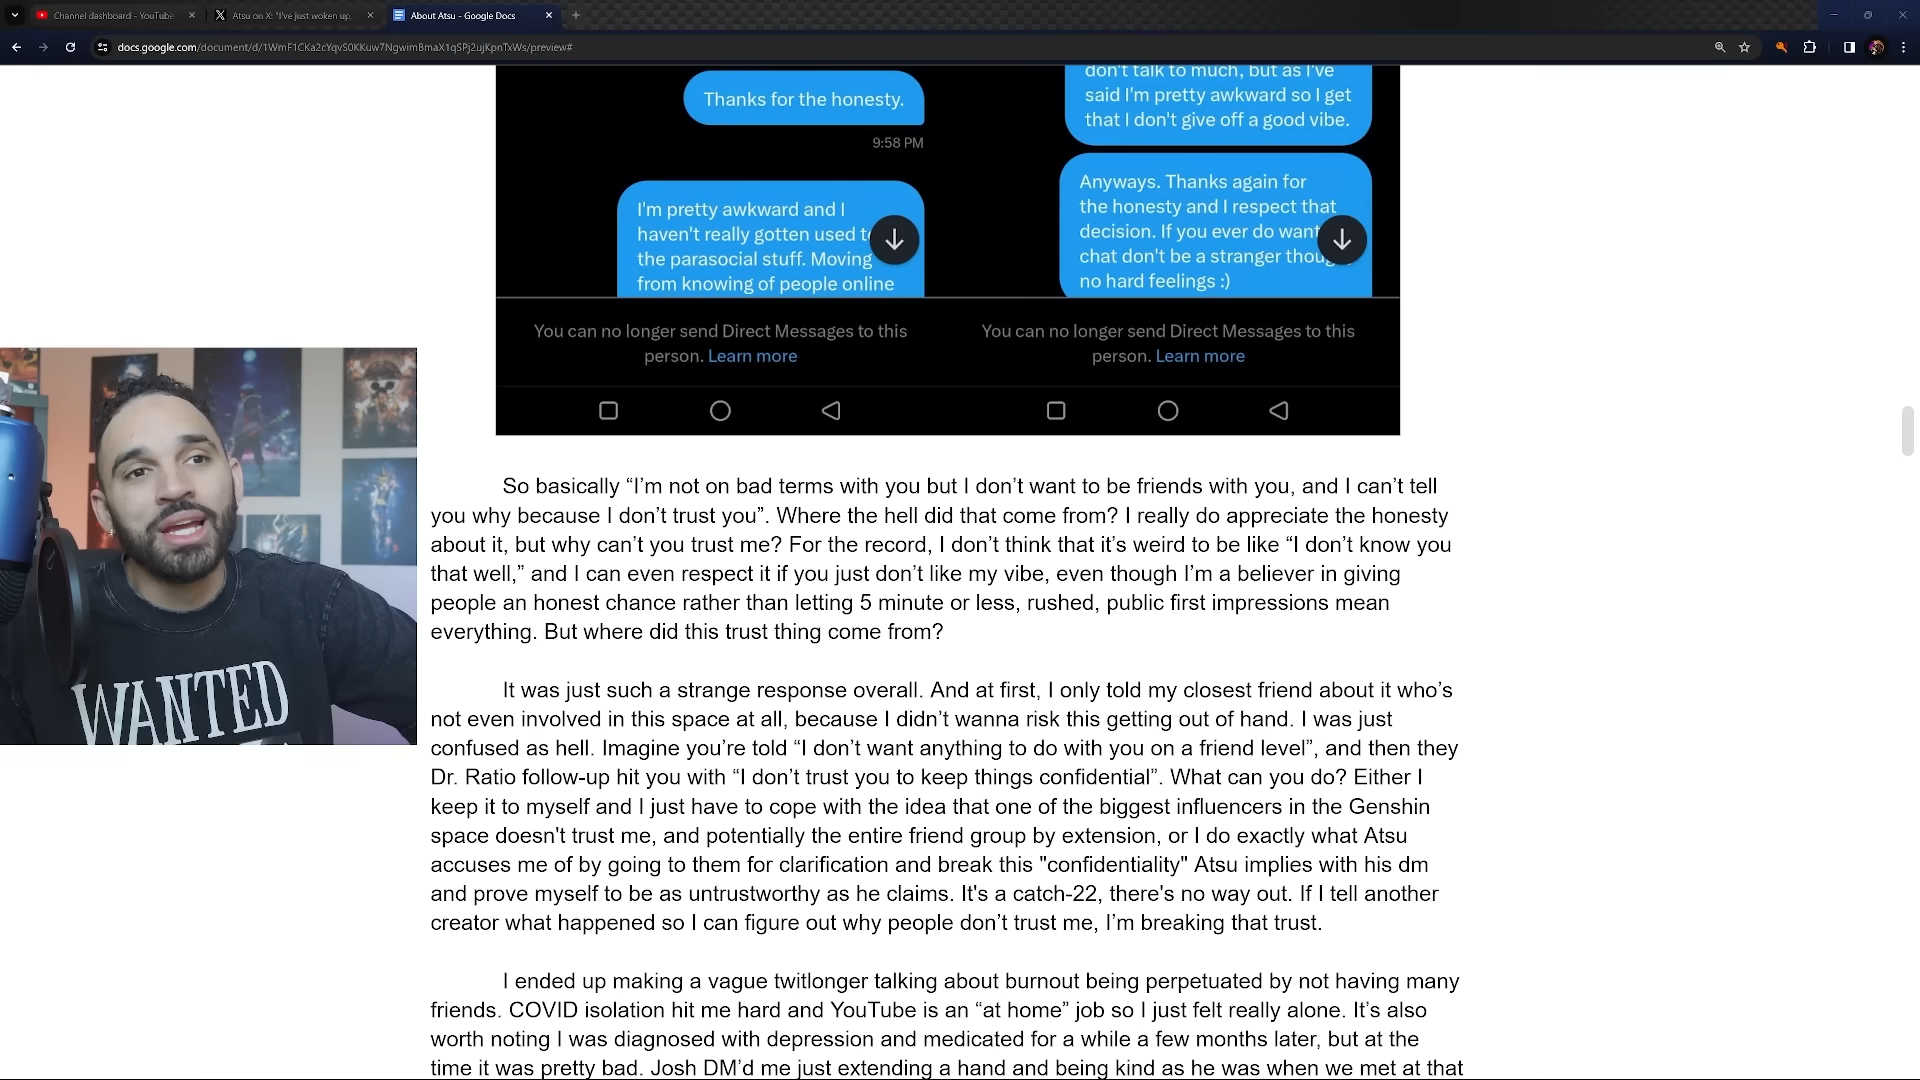 Channel dashboard - YouTube
Atsu on X: "I've just woken up,
About Atsu - Google Docs
docs.google.com/document/d/1WmF1CKa2cYqvS0KKuw7NgwimBmaX1qSPj2ujKpnTxWs/preview#
Thanks for the honesty.
9:58 PM
I'm pretty awkward and I
haven't really gotten used
the parasocial stuff. Moving
from knowing of people online
don't talk to much, but as I've
said I'm pretty awkward so I get
that I don't give off a good vibe.
Anyways. Thanks again for
the honesty and I respect that
decision. If you ever do want
chat don't be a stranger
no hard feelings :)
You can no longer send Direct Messages to this
person. Learn more
You can no longer send Direct Messages to this
person. Learn more
WANTED
So basically “I’m not on bad terms with you but I don’t want to be friends with you, and I can’t tell
you why because I don’t trust you”. Where the hell did that come from? I really do appreciate the honesty
about it, but why can’t you trust me? For the record, I don’t think that it’s weird to be like “I don’t know you
that well,” and I can even respect it if you just don’t like my vibe, even though I’m a believer in giving
people an honest chance rather than letting 5 minute or less, rushed, public first impressions mean
everything. But where did this trust thing come from?
It was just such a strange response overall. And at first, I only told my closest friend about it who’s
not even involved in this space at all, because I didn’t wanna risk this getting out of hand. I was just
confused as hell. Imagine you’re told “I don’t want anything to do with you on a friend level”, and then they
Dr. Ratio follow-up hit you with “I don’t trust you to keep things confidential”. What can you do? Either I
keep it to myself and I just have to cope with the idea that one of the biggest influencers in the Genshin
space doesn't trust me, and potentially the entire friend group by extension, or I do exactly what Atsu
accuses me of by going to them for clarification and break this "confidentiality" Atsu implies with his dm
and prove myself to be as untrustworthy as he claims. It's a catch-22, there's no way out. If I tell another
creator what happened so I can figure out why people don’t trust me, I’m breaking that trust.
I ended up making a vague twitlonger talking about burnout being perpetuated by not having many
friends. COVID isolation hit me hard and YouTube is an “at home” job so I just felt really alone. It’s also
worth noting I was diagnosed with depression and medicated for a while a few months later, but at the
time it was pretty bad. Josh DM’d me just extending a hand and being kind as he was when we met at that